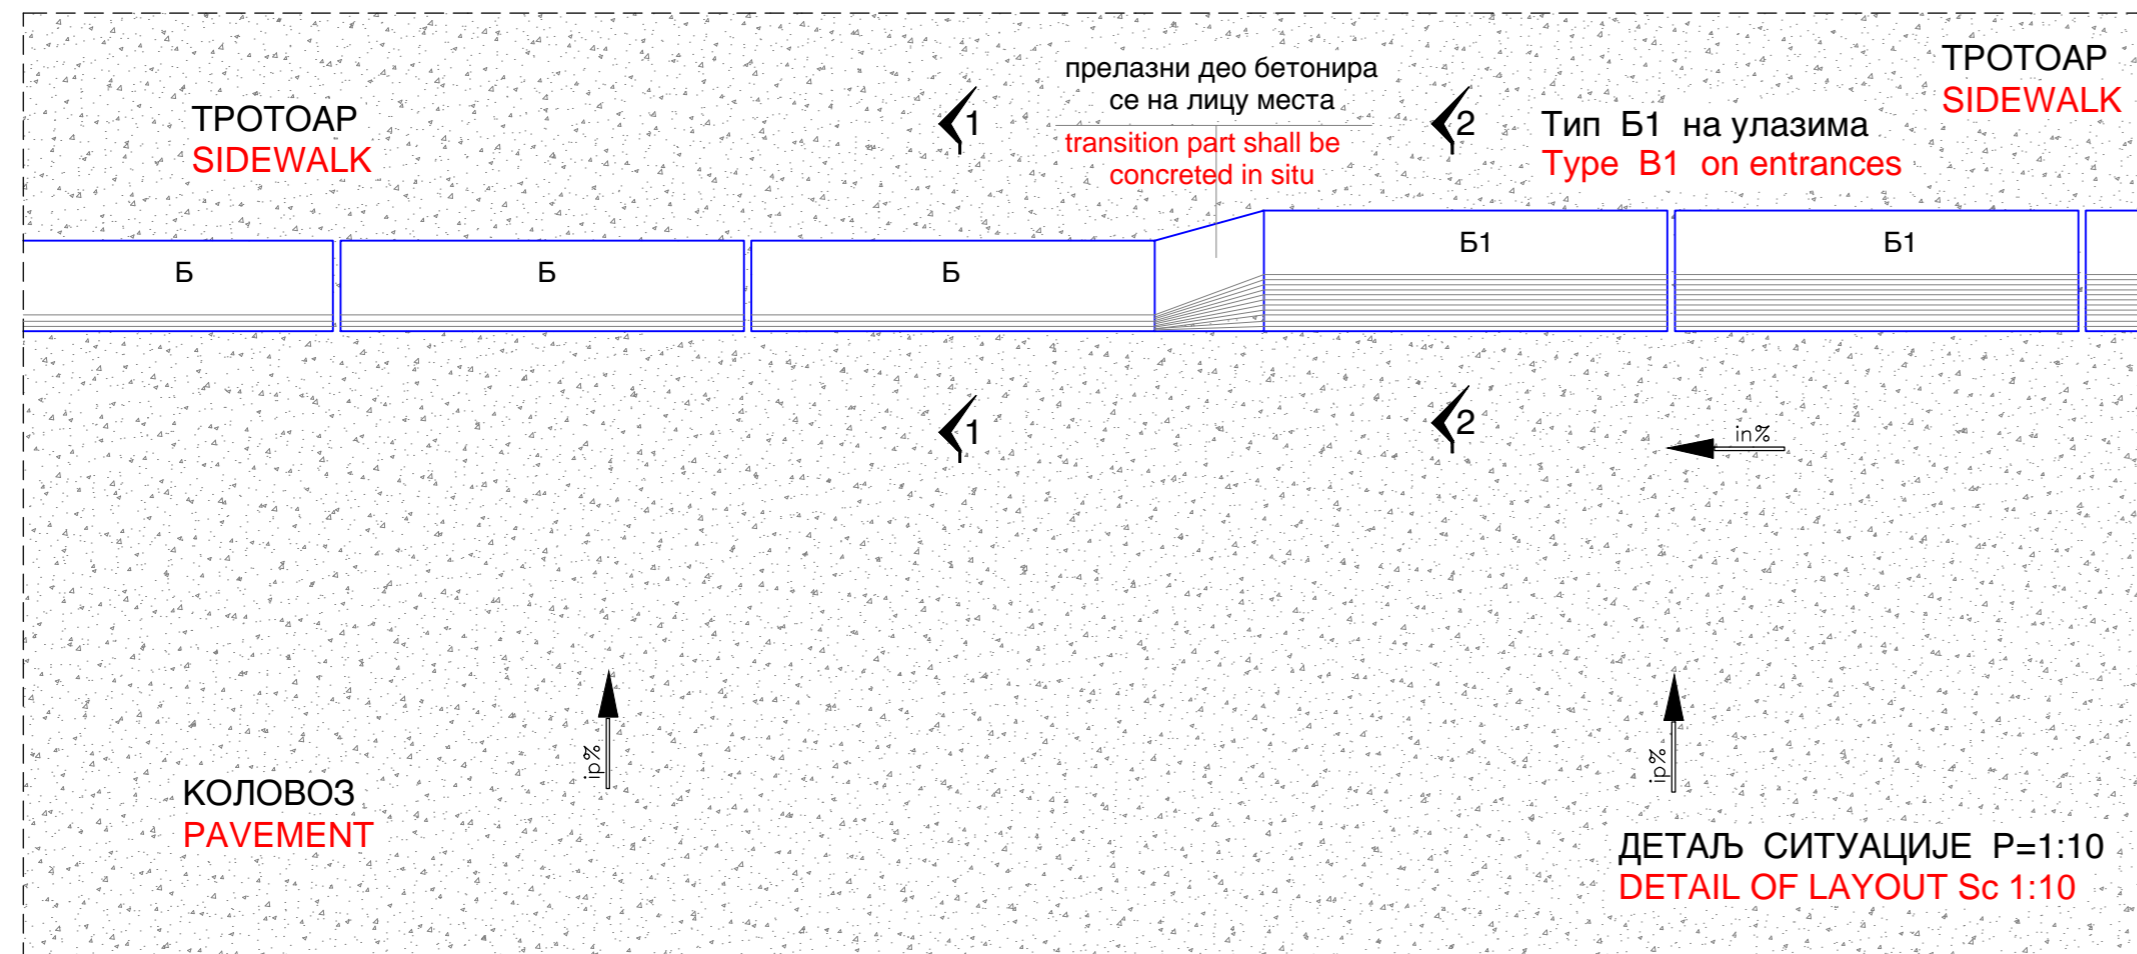 ТРОТОАР
SIDEWALK
прелазни део бетонира
се на лицу места
transition part shall be
concreted in situ
1
2
Тип Б1 на улазима
Type B1 on entrances
ТРОТОАР
SIDEWALK
Б
Б
Б
Б1
Б1
1
2
in%
ip%
ip%
КОЛОВОЗ
PAVEMENT
ДЕТАЉ СИТУАЦИЈЕ Р=1:10
DETAIL OF LAYOUT Sc 1:10